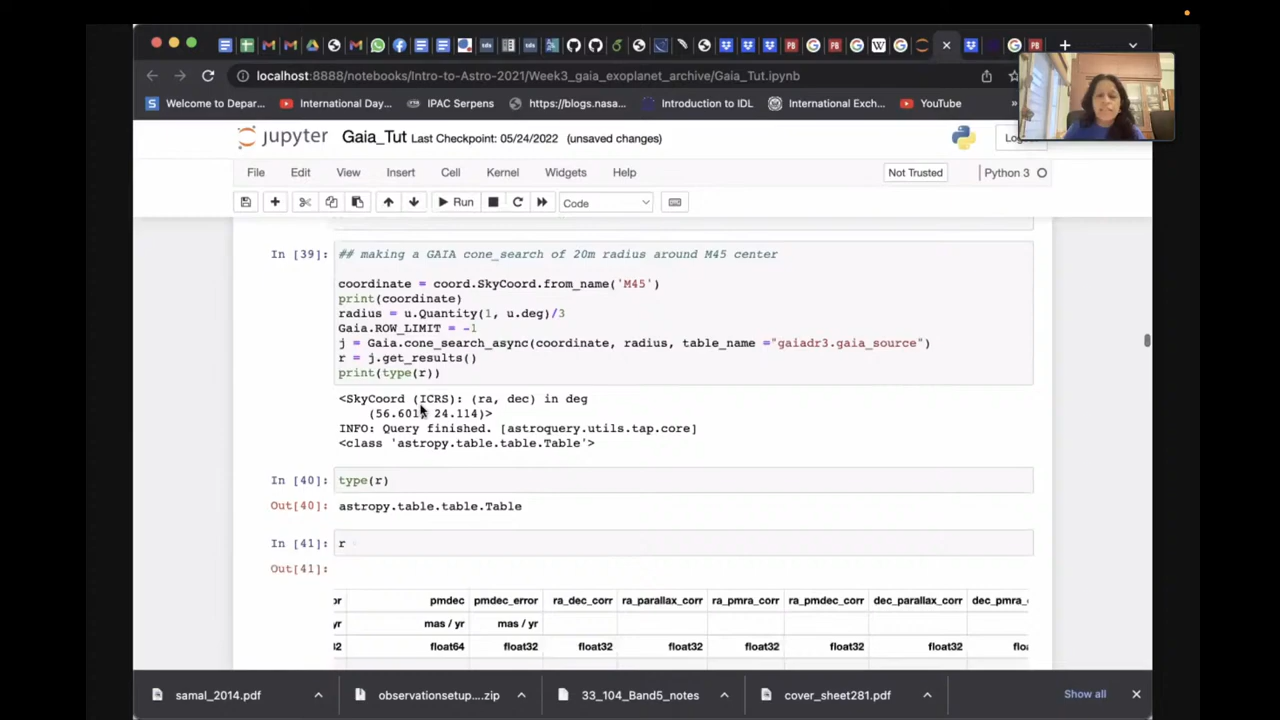 localhost:8888/notebooks/Intro-to-Astro-2021/Week3_gaia_exoplanet_archive/Gaia_Tut.ipynb
Welcome to Depar... International Day... IPAC Serpens https://blogs.nasa... Introduction to IDL International Exch... YouTube »
jupyter Gaia_Tut Last Checkpoint: 05/24/2022 (unsaved changes)
File Edit View Insert Cell Kernel Widgets Help Not Trusted Python 3
Run Code
In [39]: ## making a GAIA cone_search of 20m radius around M45 center
coordinate = coord.SkyCoord.from_name('M45')
print(coordinate)
radius = u.Quantity(1, u.deg)/3
Gaia.ROW_LIMIT = -1
j = Gaia.cone_search_async(coordinate, radius, table_name ="gaiadr3.gaia_source")
r = j.get_results()
print(type(r))
<SkyCoord (ICRS): (ra, dec) in deg
(56.601, 24.114)>
INFO: Query finished. [astroquery.utils.tap.core]
<class 'astropy.table.table.Table'>
In [40]: type(r)
Out[40]: astropy.table.table.Table
In [41]: r
Out[41]:
or pmdec pmdec_error ra_dec_corr ra_parallax_corr ra_pmra_corr ra_pmdec_corr dec_parallax_corr dec_pmra_
yr mas / yr mas / yr
32 float64 float32 float32 float32 float32 float32 float32 floa
samal_2014.pdf observationsetup....zip 33_104_Band5_notes cover_sheet281.pdf Show all